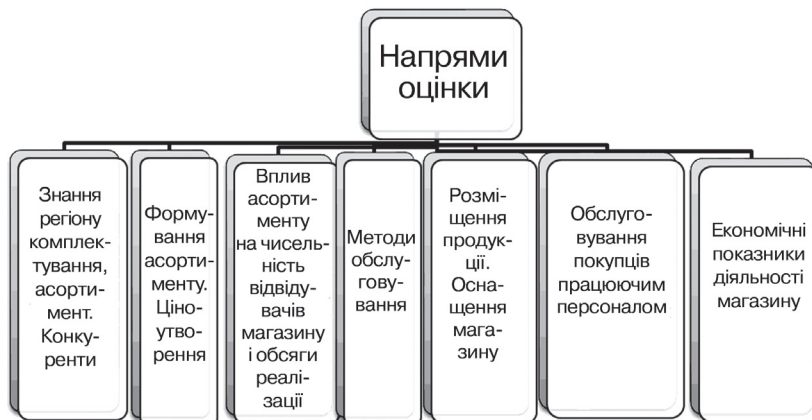 Напрями
оцінки
Знання
регіону
комплек-
тування,
асорти-
мент.
Конку-
ренти
Форму-
вання
асорти-
менту.
Ціно-
утво-
рення
Вплив
асорти-
менту
на чисель-
ність
відвіду-
вачів
магазину
і обсяги
реалі-
зації
Методи
обслу-
гову-
вання
Розмі-
щення
продук-
ції.
Осна-
щення
мага-
зину
Обслуго-
вування
покупців
працюючим
персоналом
Економічні
показники
діяльності
магазину